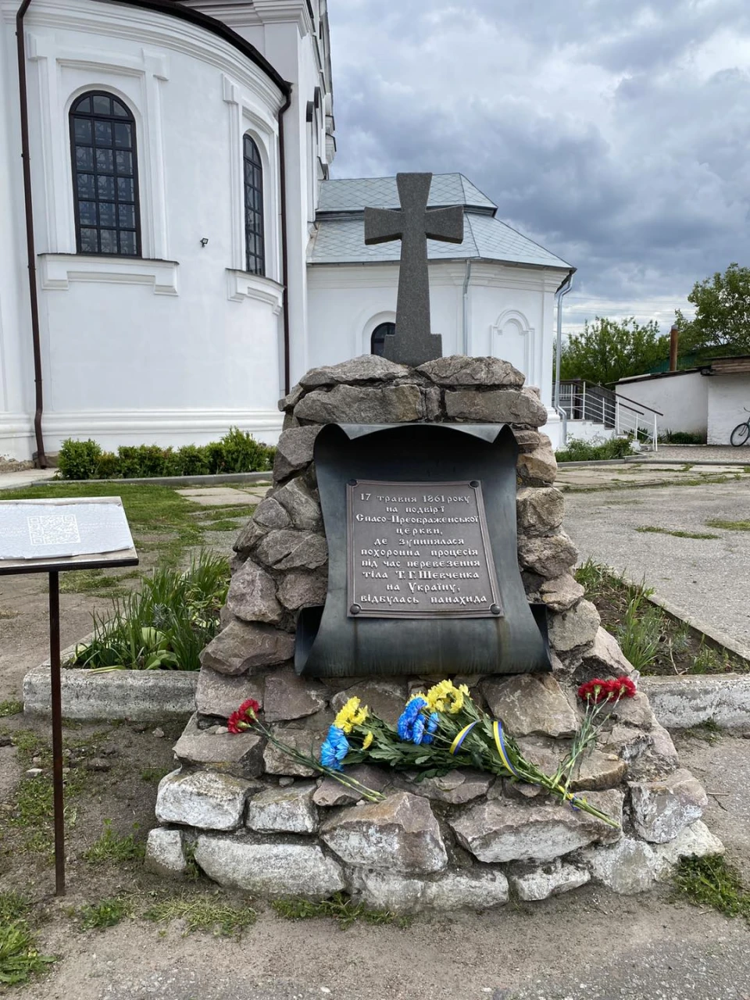 17 травня 1861 року
на подвір'ї
Спасо-Преображенської
церкви,
де зупинялася
похоронна процесія
під час перевезення
тіла Т.Г.Шевченка
на Україну,
відбулась панахида